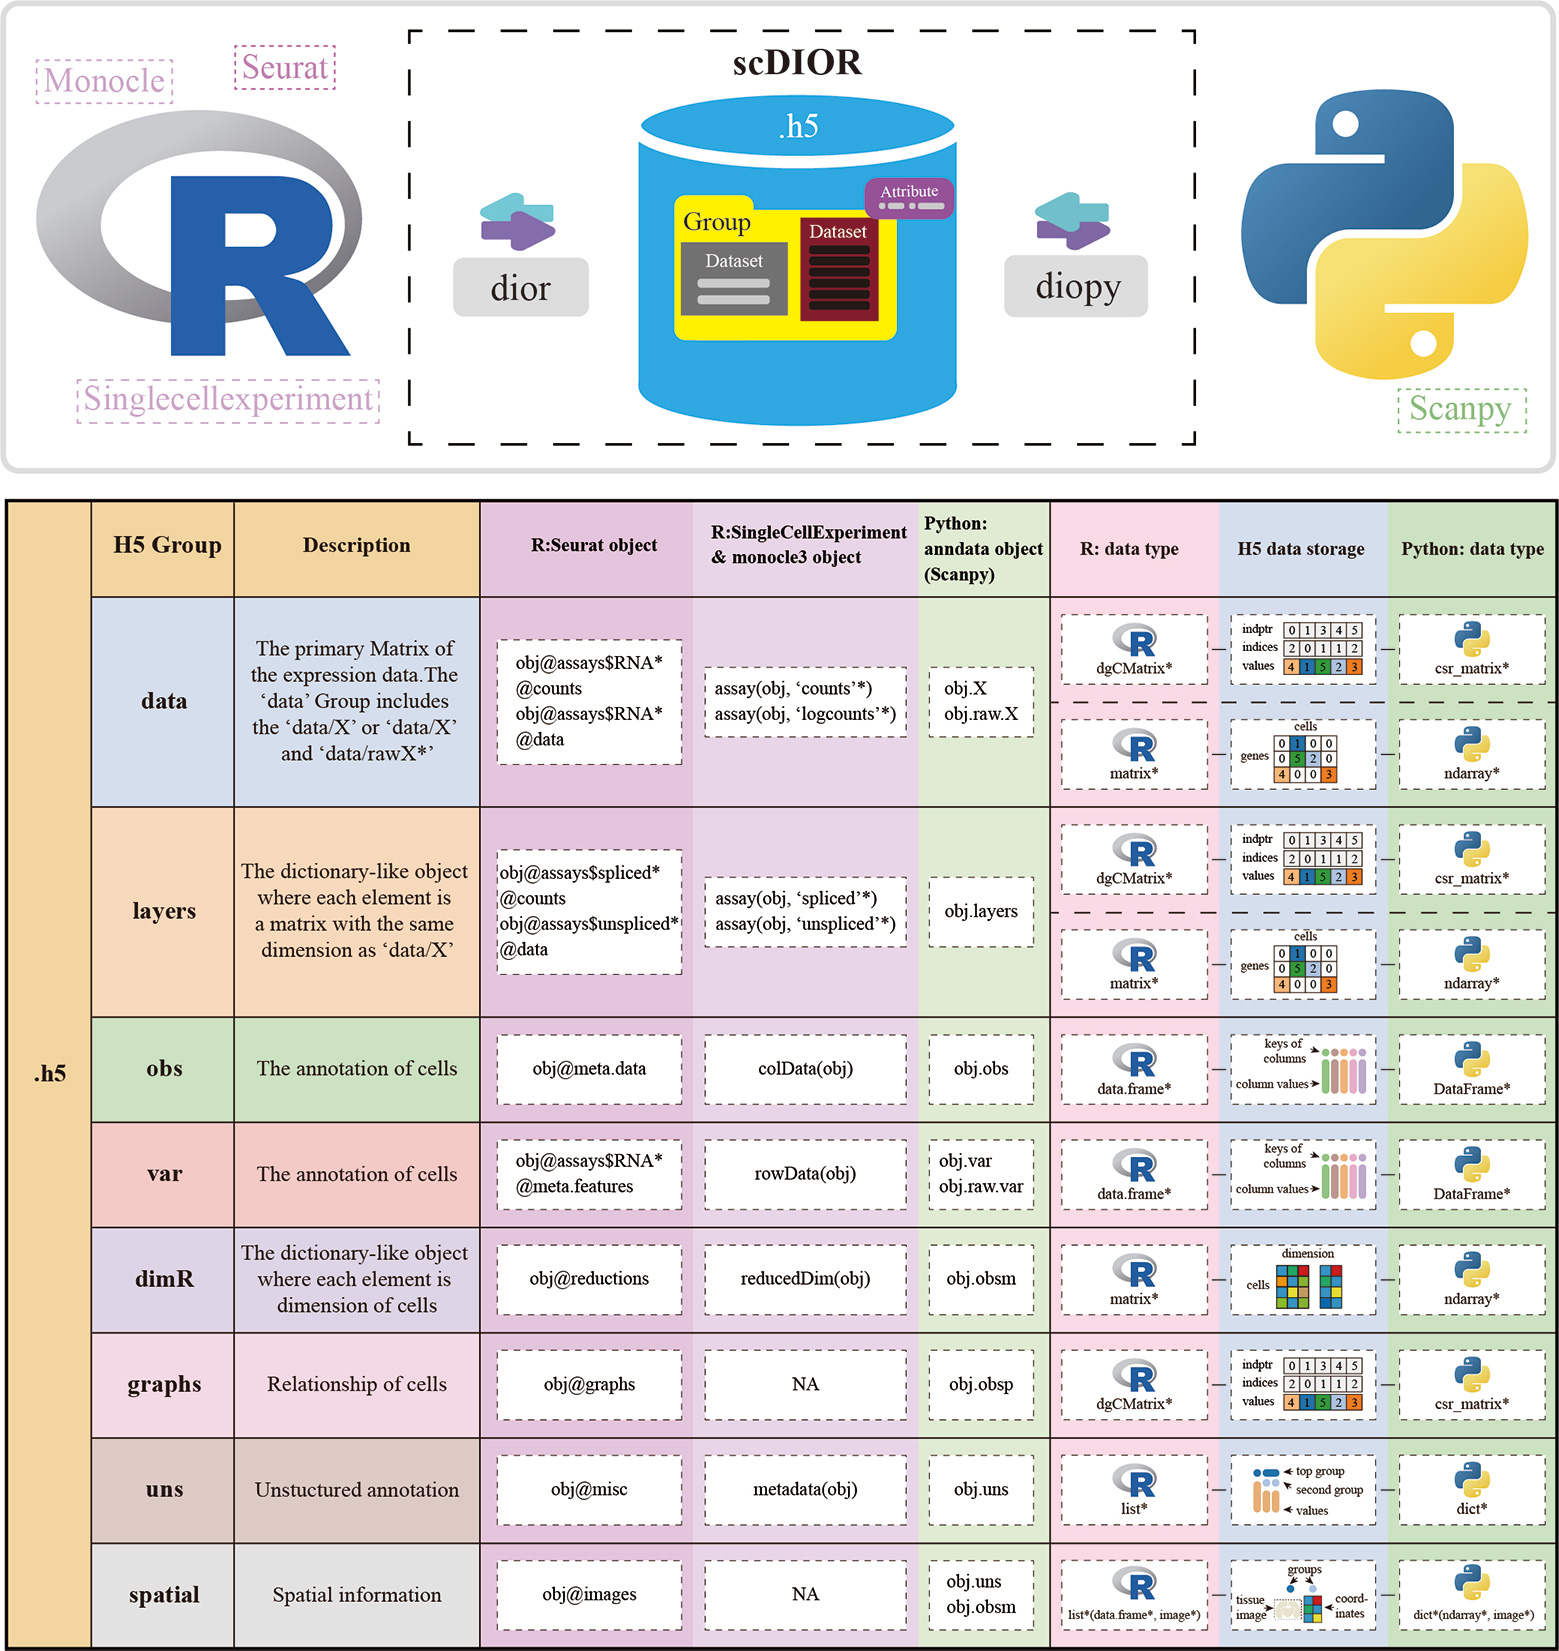 Monocle
Seurat
Singlecellexperiment
R
scDIOR
.h5
Attribute
Group
Dataset
Dataset
dior
diopy
Scanpy
H5 Group
Description
R:Seurat object
R:SingleCellExperiment
& monocle3 object
Python:
anndata object
(Scanpy)
R: data type
H5 data storage
Python: data type
.h5
data
The primary Matrix of
the expression data.The
‘data’ Group includes
the ‘data/X’ or ‘data/X’
and ‘data/rawX*’
obj@assays$RNA*
@counts
obj@assays$RNA*
@data
assay(obj, ‘counts’*)
assay(obj, ‘logcounts’*)
obj.X
obj.raw.X
R
dgCMatrix*
indptr 0 1 3 4 5
indices 2 0 1 1 2
values 4 1 5 2 3
csr_matrix*
R
matrix*
cells
genes
0 1 0 0
0 5 2 0
4 0 0 3
ndarray*
layers
The dictionary-like object
where each element is
a matrix with the same
dimension as ‘data/X’
obj@assays$spliced*
@counts
obj@assays$unspliced*
@data
assay(obj, ‘spliced’*)
assay(obj, ‘unspliced’*)
obj.layers
R
dgCMatrix*
indptr 0 1 3 4 5
indices 2 0 1 1 2
values 4 1 5 2 3
csr_matrix*
R
matrix*
cells
genes
0 1 0 0
0 5 2 0
4 0 0 3
ndarray*
obs
The annotation of cells
obj@meta.data
colData(obj)
obj.obs
R
data.frame*
keys of
columns
column values
DataFrame*
var
The annotation of cells
obj@assays$RNA*
@meta.features
rowData(obj)
obj.var
obj.raw.var
R
data.frame*
keys of
columns
column values
DataFrame*
dimR
The dictionary-like object
where each element is
dimension of cells
obj@reductions
reducedDim(obj)
obj.obsm
R
matrix*
dimension
cells
ndarray*
graphs
Relationship of cells
obj@graphs
NA
obj.obsp
R
dgCMatrix*
indptr 0 1 3 4 5
indices 2 0 1 1 2
values 4 1 5 2 3
csr_matrix*
uns
Unstuctured annotation
obj@misc
metadata(obj)
obj.uns
R
list*
top group
second group
values
dict*
spatial
Spatial information
obj@images
NA
obj.uns
obj.obsm
R
list*(data.frame*, image*)
groups
tissue
image
coord-
inates
dict*(ndarray*, image*)